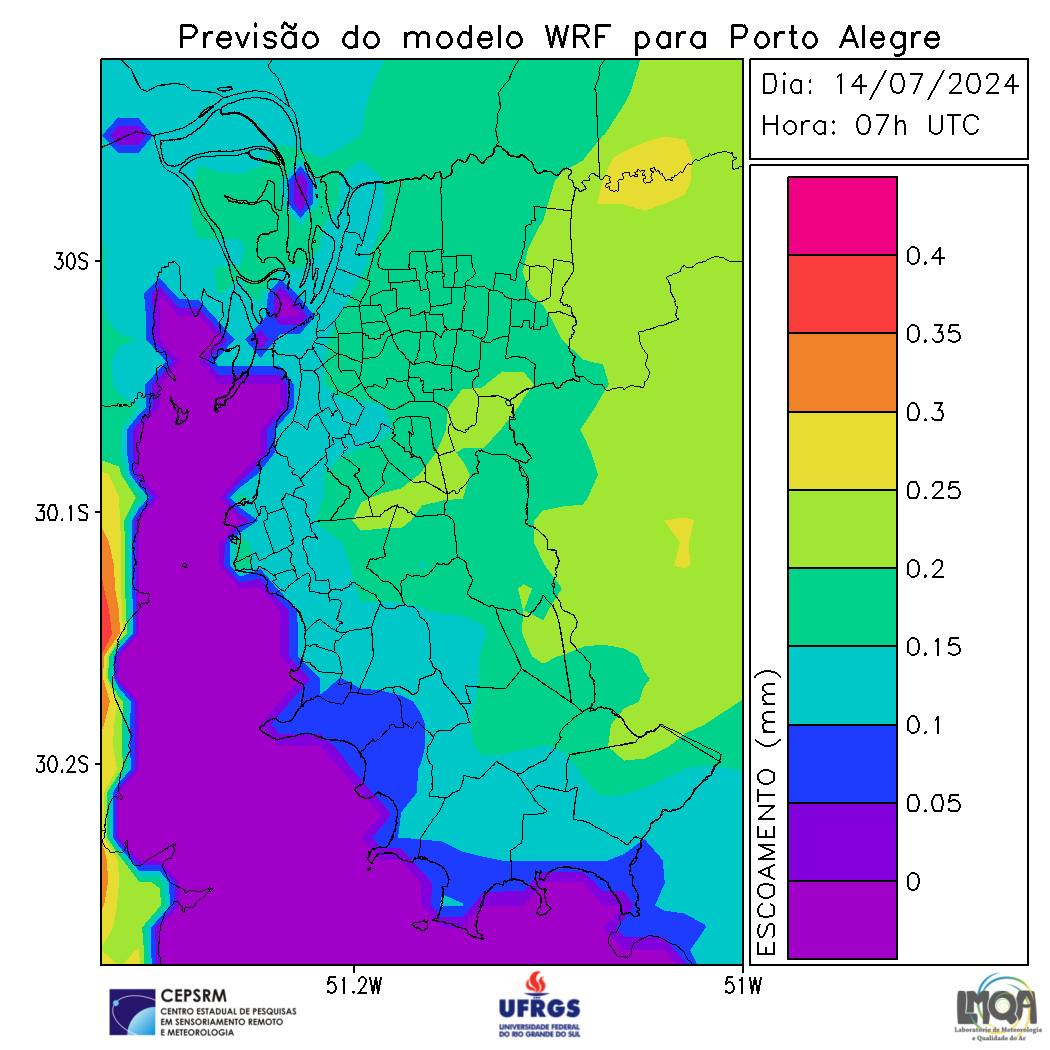 Previsão do modelo WRF para Porto Alegre
Dia: 14/07/2024
Hora: 07h UTC
30S
30.1S
30.2S
51.2W
51W
ESCOAMENTO (mm)
0.4
0.35
0.3
0.25
0.2
0.15
0.1
0.05
0
CEPSRM
CENTRO ESTADUAL DE PESQUISAS
EM SENSORIAMENTO REMOTO
E METEOROLOGIA
UFRGS
UNIVERSIDADE FEDERAL
DO RIO GRANDE DO SUL
LMQA
Laboratório de Meteorologia
e Qualidade do Ar